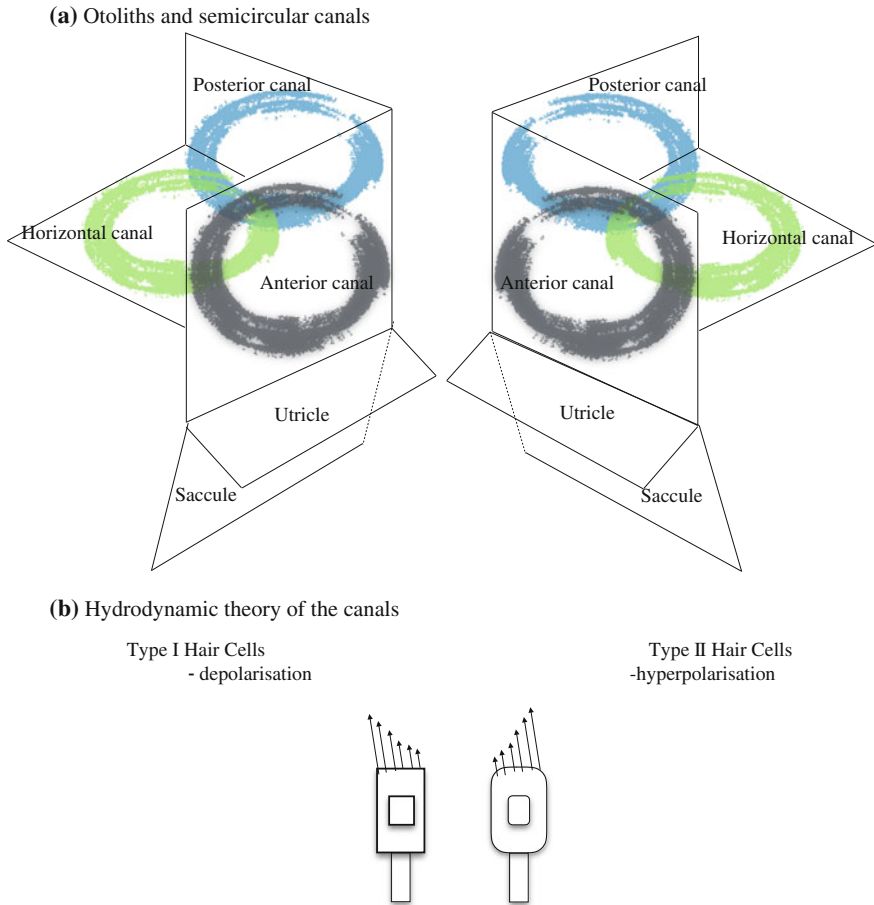 (a) Otoliths and semicircular canals
Posterior canal
Posterior canal
Horizontal canal
Horizontal canal
Anterior canal
Anterior canal
Utricle
Utricle
Saccule
Saccule
(b) Hydrodynamic theory of the canals
Type I Hair Cells
- depolarisation
Type II Hair Cells
-hyperpolarisation